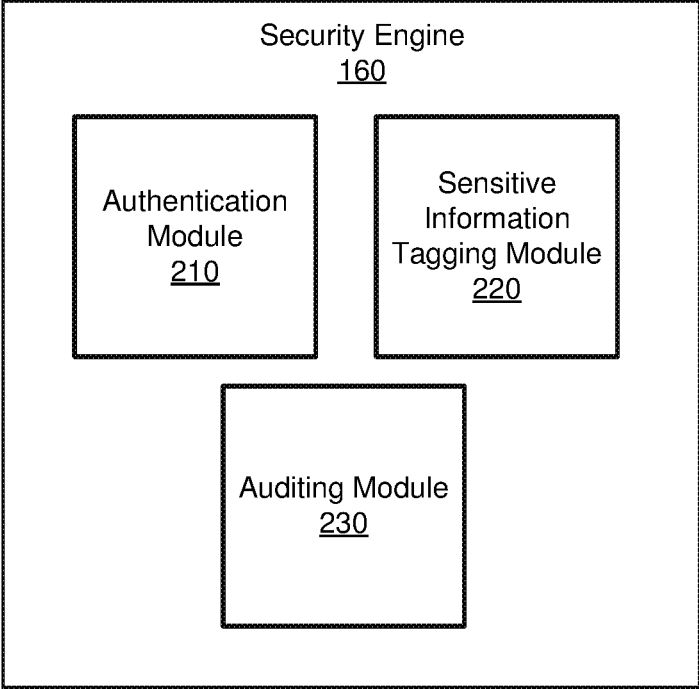 Security Engine
160
Authentication
Module
210
Sensitive
Information
Tagging Module
220
Auditing Module
230